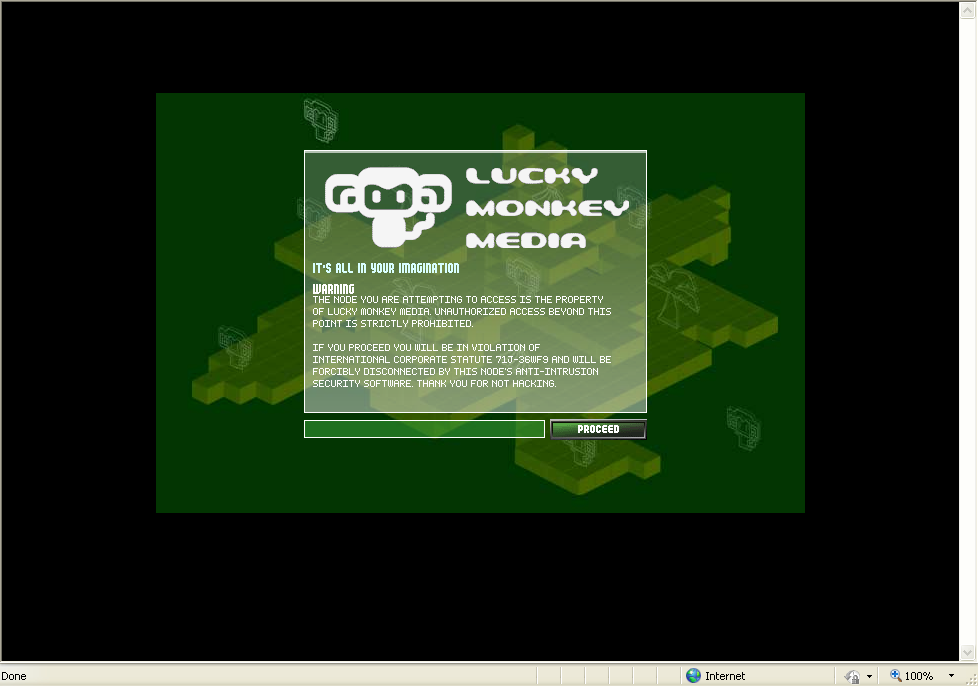 LUCKY
MONKEY
MEDIA
IT'S ALL IN YOUR IMAGINATION
WARNING
THE NODE YOU ARE ATTEMPTING TO ACCESS IS THE PROPERTY
OF LUCKY MONKEY MEDIA. UNAUTHORIZED ACCESS BEYOND THIS
POINT IS STRICTLY PROHIBITED.
IF YOU PROCEED YOU WILL BE IN VIOLATION OF
INTERNATIONAL CORPORATE STATUTE 71J-36WF9 AND WILL BE
FORCIBLY DISCONNECTED BY THIS NODE'S ANTI-INTRUSION
SECURITY SOFTWARE. THANK YOU FOR NOT HACKING.
PROCEED
Done
Internet
100%